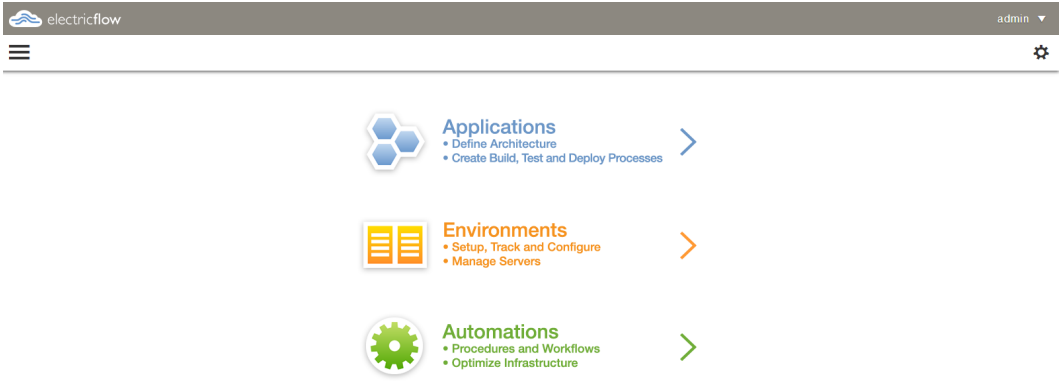 electricflow
admin ▼
Applications
• Define Architecture
• Create Build, Test and Deploy Processes
Environments
• Setup, Track and Configure
• Manage Servers
Automations
• Procedures and Workflows
• Optimize Infrastructure